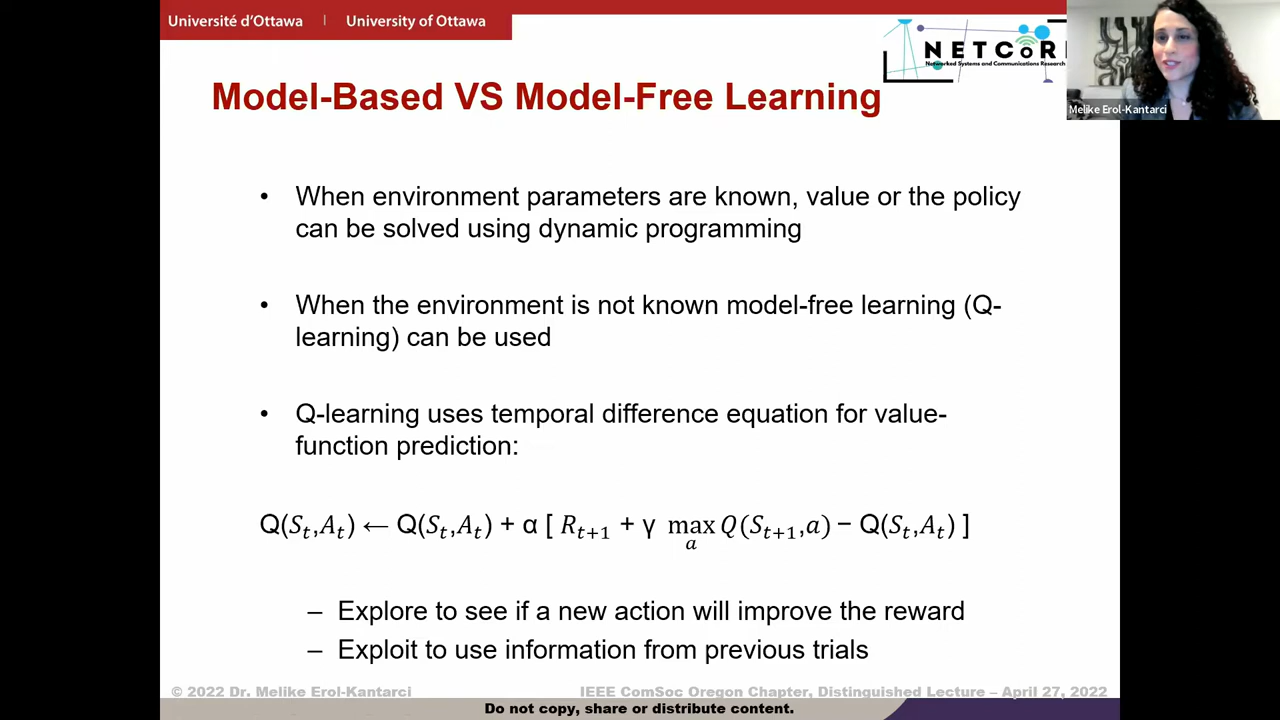 Université d'Ottawa | University of Ottawa
NETCOR
Networked Systems and Communications Research
Melike Erol-Kantarci
Model-Based VS Model-Free Learning
• When environment parameters are known, value or the policy
can be solved using dynamic programming
• When the environment is not known model-free learning (Q-
learning) can be used
• Q-learning uses temporal difference equation for value-
function prediction:
Q(Sₜ,Aₜ) ← Q(Sₜ,Aₜ) + α [ Rₜ₊₁ + γ max Q(Sₜ₊₁,a) − Q(Sₜ,Aₜ) ]
a
– Explore to see if a new action will improve the reward
– Exploit to use information from previous trials
© 2022 Dr. Melike Erol-Kantarci
IEEE ComSoc Oregon Chapter, Distinguished Lecture – April 27, 2022
Do not copy, share or distribute content.